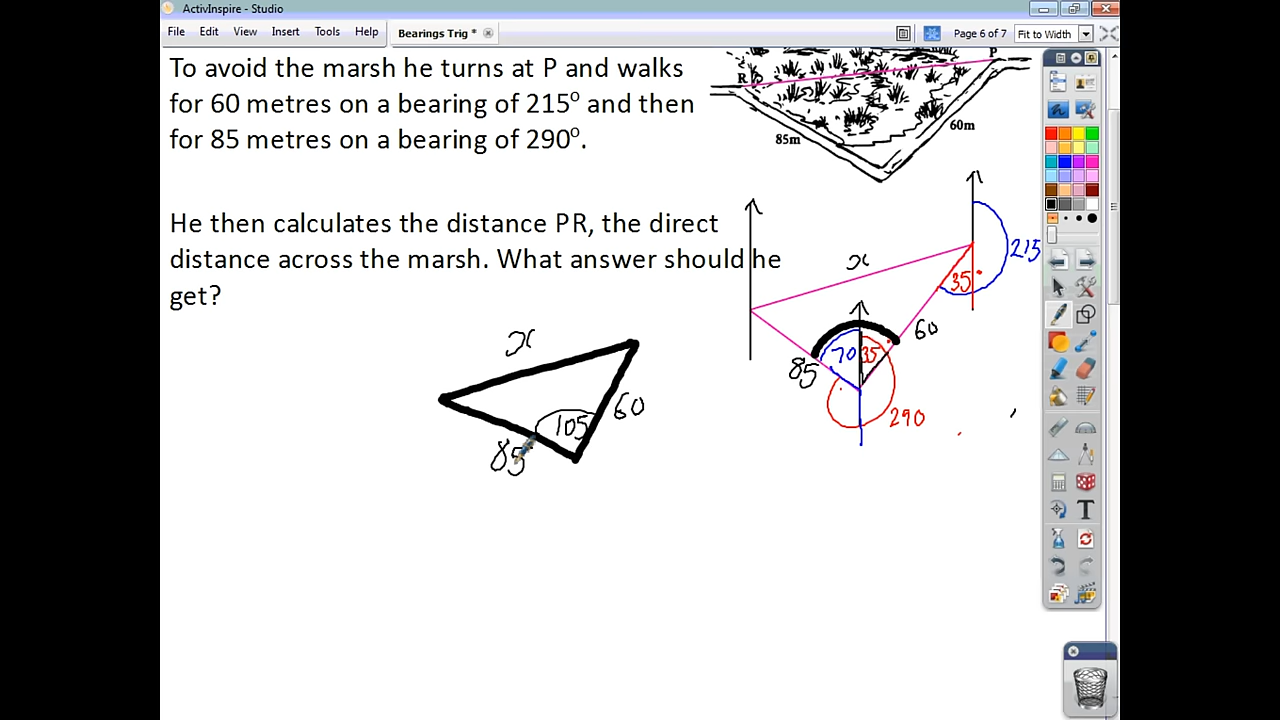 ActivInspire - Studio
File Edit View Insert Tools Help Bearings Trig * Page 6 of 7 Fit to Width
To avoid the marsh he turns at P and walks
for 60 metres on a bearing of 215º and then
for 85 metres on a bearing of 290º.
He then calculates the distance PR, the direct
distance across the marsh. What answer should he
get?
R
P
60m
85m
x
215
35
60
70 35
85
290
x
60
105
85
T